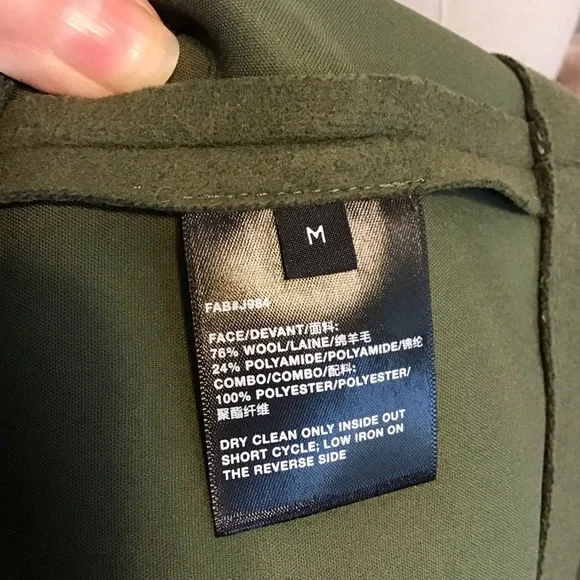 M
FAB#J984
FACE/DEVANT/面料:
76% WOOL/LAINE/绵羊毛
24% POLYAMIDE/POLYAMIDE/锦纶
COMBO/COMBO/配料:
100% POLYESTER/POLYESTER/
聚酯纤维
DRY CLEAN ONLY INSIDE OUT
SHORT CYCLE; LOW IRON ON
THE REVERSE SIDE